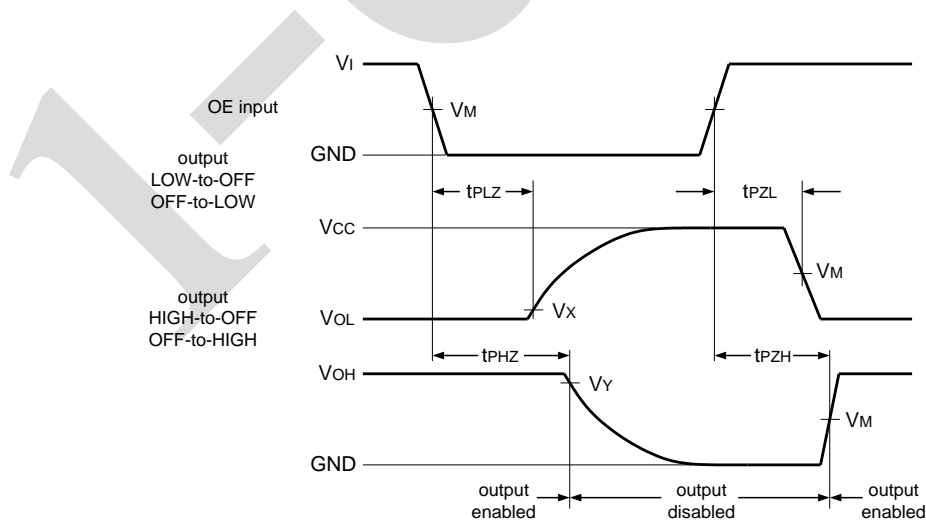 VI
OE input
VM
output
LOW-to-OFF
OFF-to-LOW
GND
tPLZ
tPZL
VCC
VM
output
HIGH-to-OFF
OFF-to-HIGH
VX
VOL
tPHZ
tPZH
VOH
VY
VM
GND
output
enabled
output
disabled
output
enabled